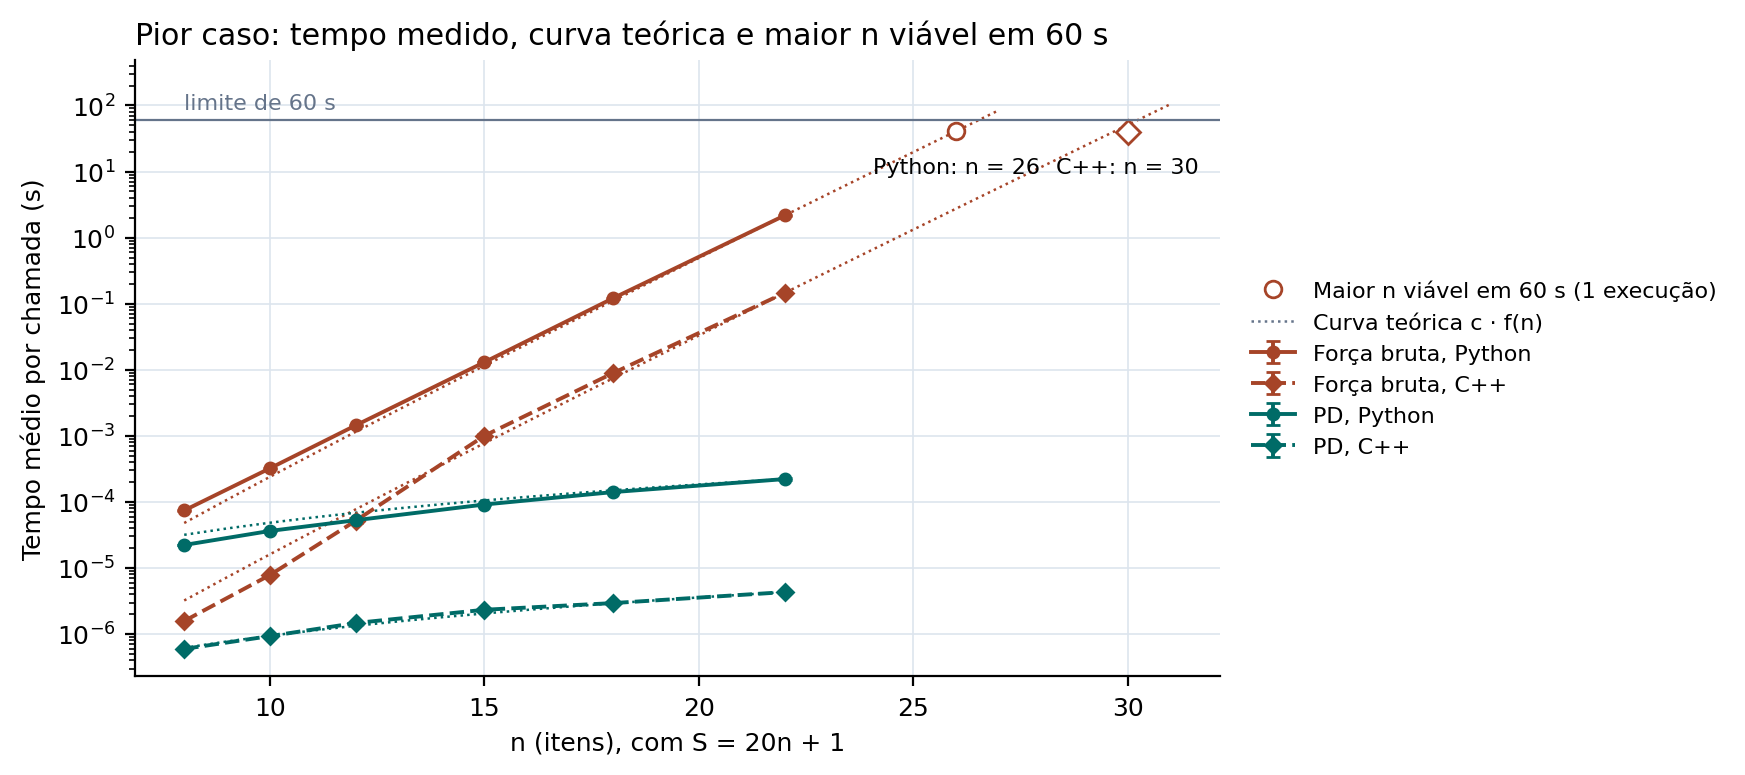 Pior caso: tempo medido, curva teórica e maior n viável em 60 s
limite de 60 s
Python: n = 26
C++: n = 30
Tempo médio por chamada (s)
10²
10¹
10⁰
10⁻¹
10⁻²
10⁻³
10⁻⁴
10⁻⁵
10⁻⁶
10 15 20 25 30
n (itens), com S = 20n + 1
Maior n viável em 60 s (1 execução)
Curva teórica c · f(n)
Força bruta, Python
Força bruta, C++
PD, Python
PD, C++